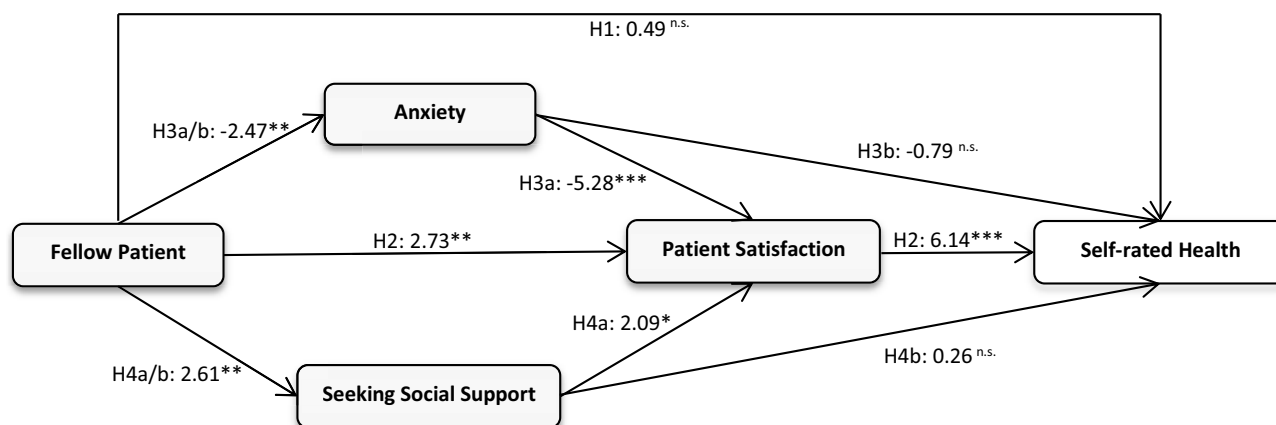 H1: 0.49 n.s.
Anxiety
H3a/b: -2.47**
H3b: -0.79 n.s.
H3a: -5.28***
Fellow Patient
H2: 2.73**
Patient Satisfaction
H2: 6.14***
Self-rated Health
H4a: 2.09*
H4b: 0.26 n.s.
H4a/b: 2.61**
Seeking Social Support